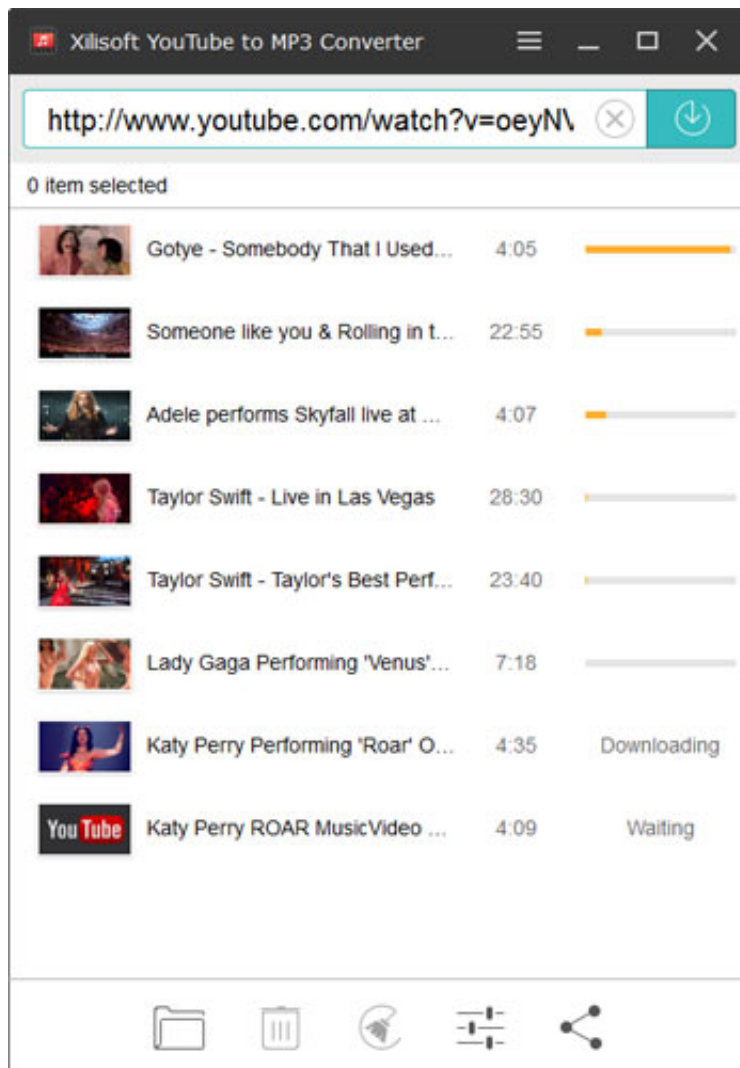 Xilisoft YouTube to MP3 Converter
http://www.youtube.com/watch?v=oeyNV
0 item selected
Gotye - Somebody That I Used... 4:05
Someone like you & Rolling in t... 22:55
Adele performs Skyfall live at ... 4:07
Taylor Swift - Live in Las Vegas 28:30
Taylor Swift - Taylor's Best Perf... 23:40
Lady Gaga Performing 'Venus'... 7:18
Katy Perry Performing 'Roar' O... 4:35 Downloading
You Tube Katy Perry ROAR MusicVideo ... 4:09 Waiting